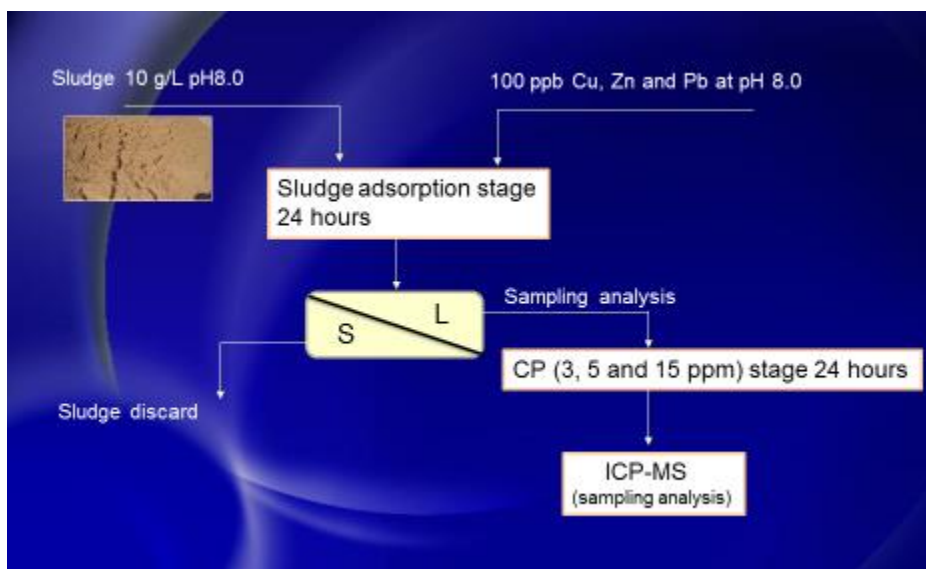 Sludge 10 g/L pH8.0
100 ppb Cu, Zn and Pb at pH 8.0
Sludge adsorption stage
24 hours
S
L
Sampling analysis
CP (3, 5 and 15 ppm) stage 24 hours
Sludge discard
ICP-MS
(sampling analysis)